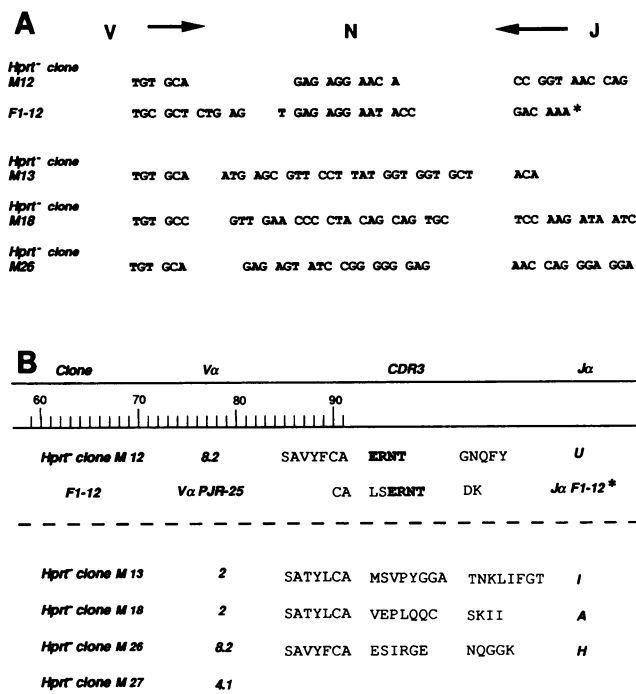 A
V N J
Hprt⁻ clone
M12 TGT GCA GAG AGG AAC A CC GGT AAC CAG
F1-12 TGC GCT CTG AG T GAG AGG AAT ACC GAC AAA*
Hprt⁻ clone
M13 TGT GCA ATG AGC GTT CCT TAT GGT GGT GCT ACA
Hprt⁻ clone
M18 TGT GCC GTT GAA CCC CTA CAG CAG TGC TCC AAG ATA ATC
Hprt⁻ clone
M26 TGT GCA GAG AGT ATC CGG GGG GAG AAC CAG GGA GGA
B
Clone Vα CDR3 Jα
60 70 80 90
Hprt⁻ clone M 12 8.2 SAVYFCA ERNT GNQFY U
F1-12 Vα PJR-25 CA LSERNT DK Jα F1-12*
Hprt⁻ clone M 13 2 SATYLCA MSVPYGGA TNKLIFGT I
Hprt⁻ clone M 18 2 SATYLCA VEPLQQC SKII A
Hprt⁻ clone M 26 8.2 SAVYFCA ESIRGE NQGGK H
Hprt⁻ clone M 27 4.1